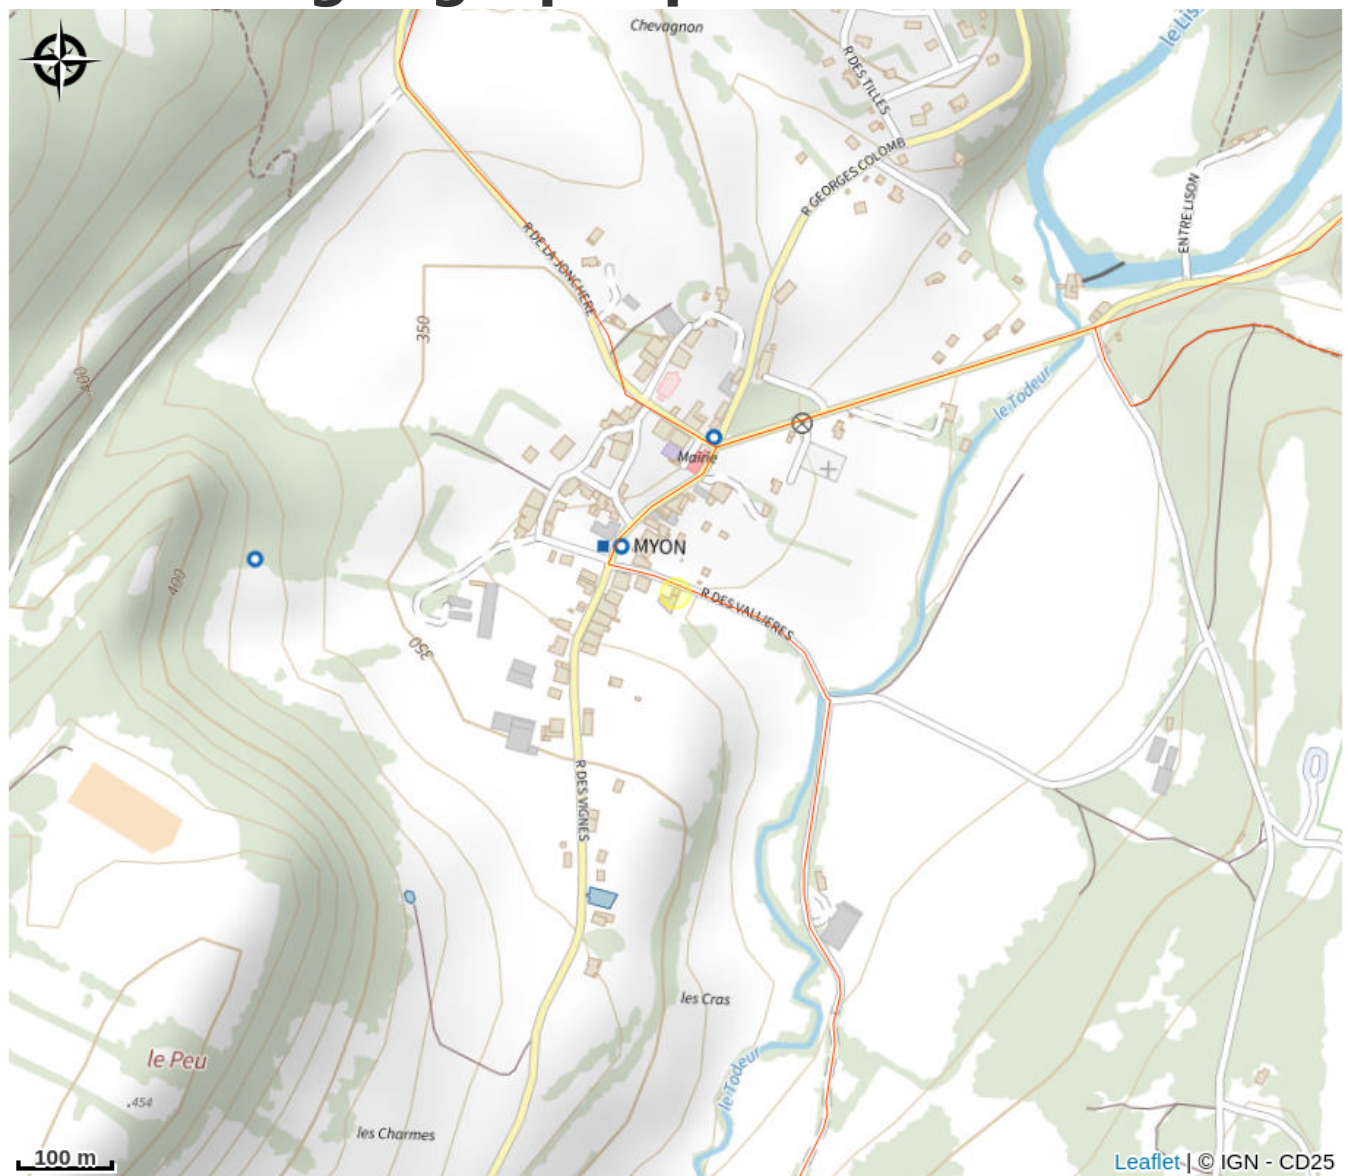 Chevagnon
le Lis
R DES TILLES
R GEORGES COLOMB
ENTRE LISON
R DE LA JONCHERE
350
400
le Todeur
Mairie
MYON
400
R DES VALLIERES
350
R DES VIGNES
les Cras
le Peu
le Todeur
454
les Charmes
100 m
Leaflet | © IGN - CD25